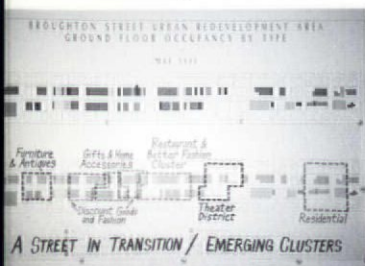 BROUGHTON STREET URBAN REDEVELOPMENT AREA
GROUND FLOOR OCCUPANCY BY TYPE
MAY
Furniture
& Antiques
Gifts & Home
Accessories
Restaurant &
Better Fashion
Cluster
Discount Goods
and Fashion
Theater
District
Residential
A STREET IN TRANSITION / EMERGING CLUSTERS